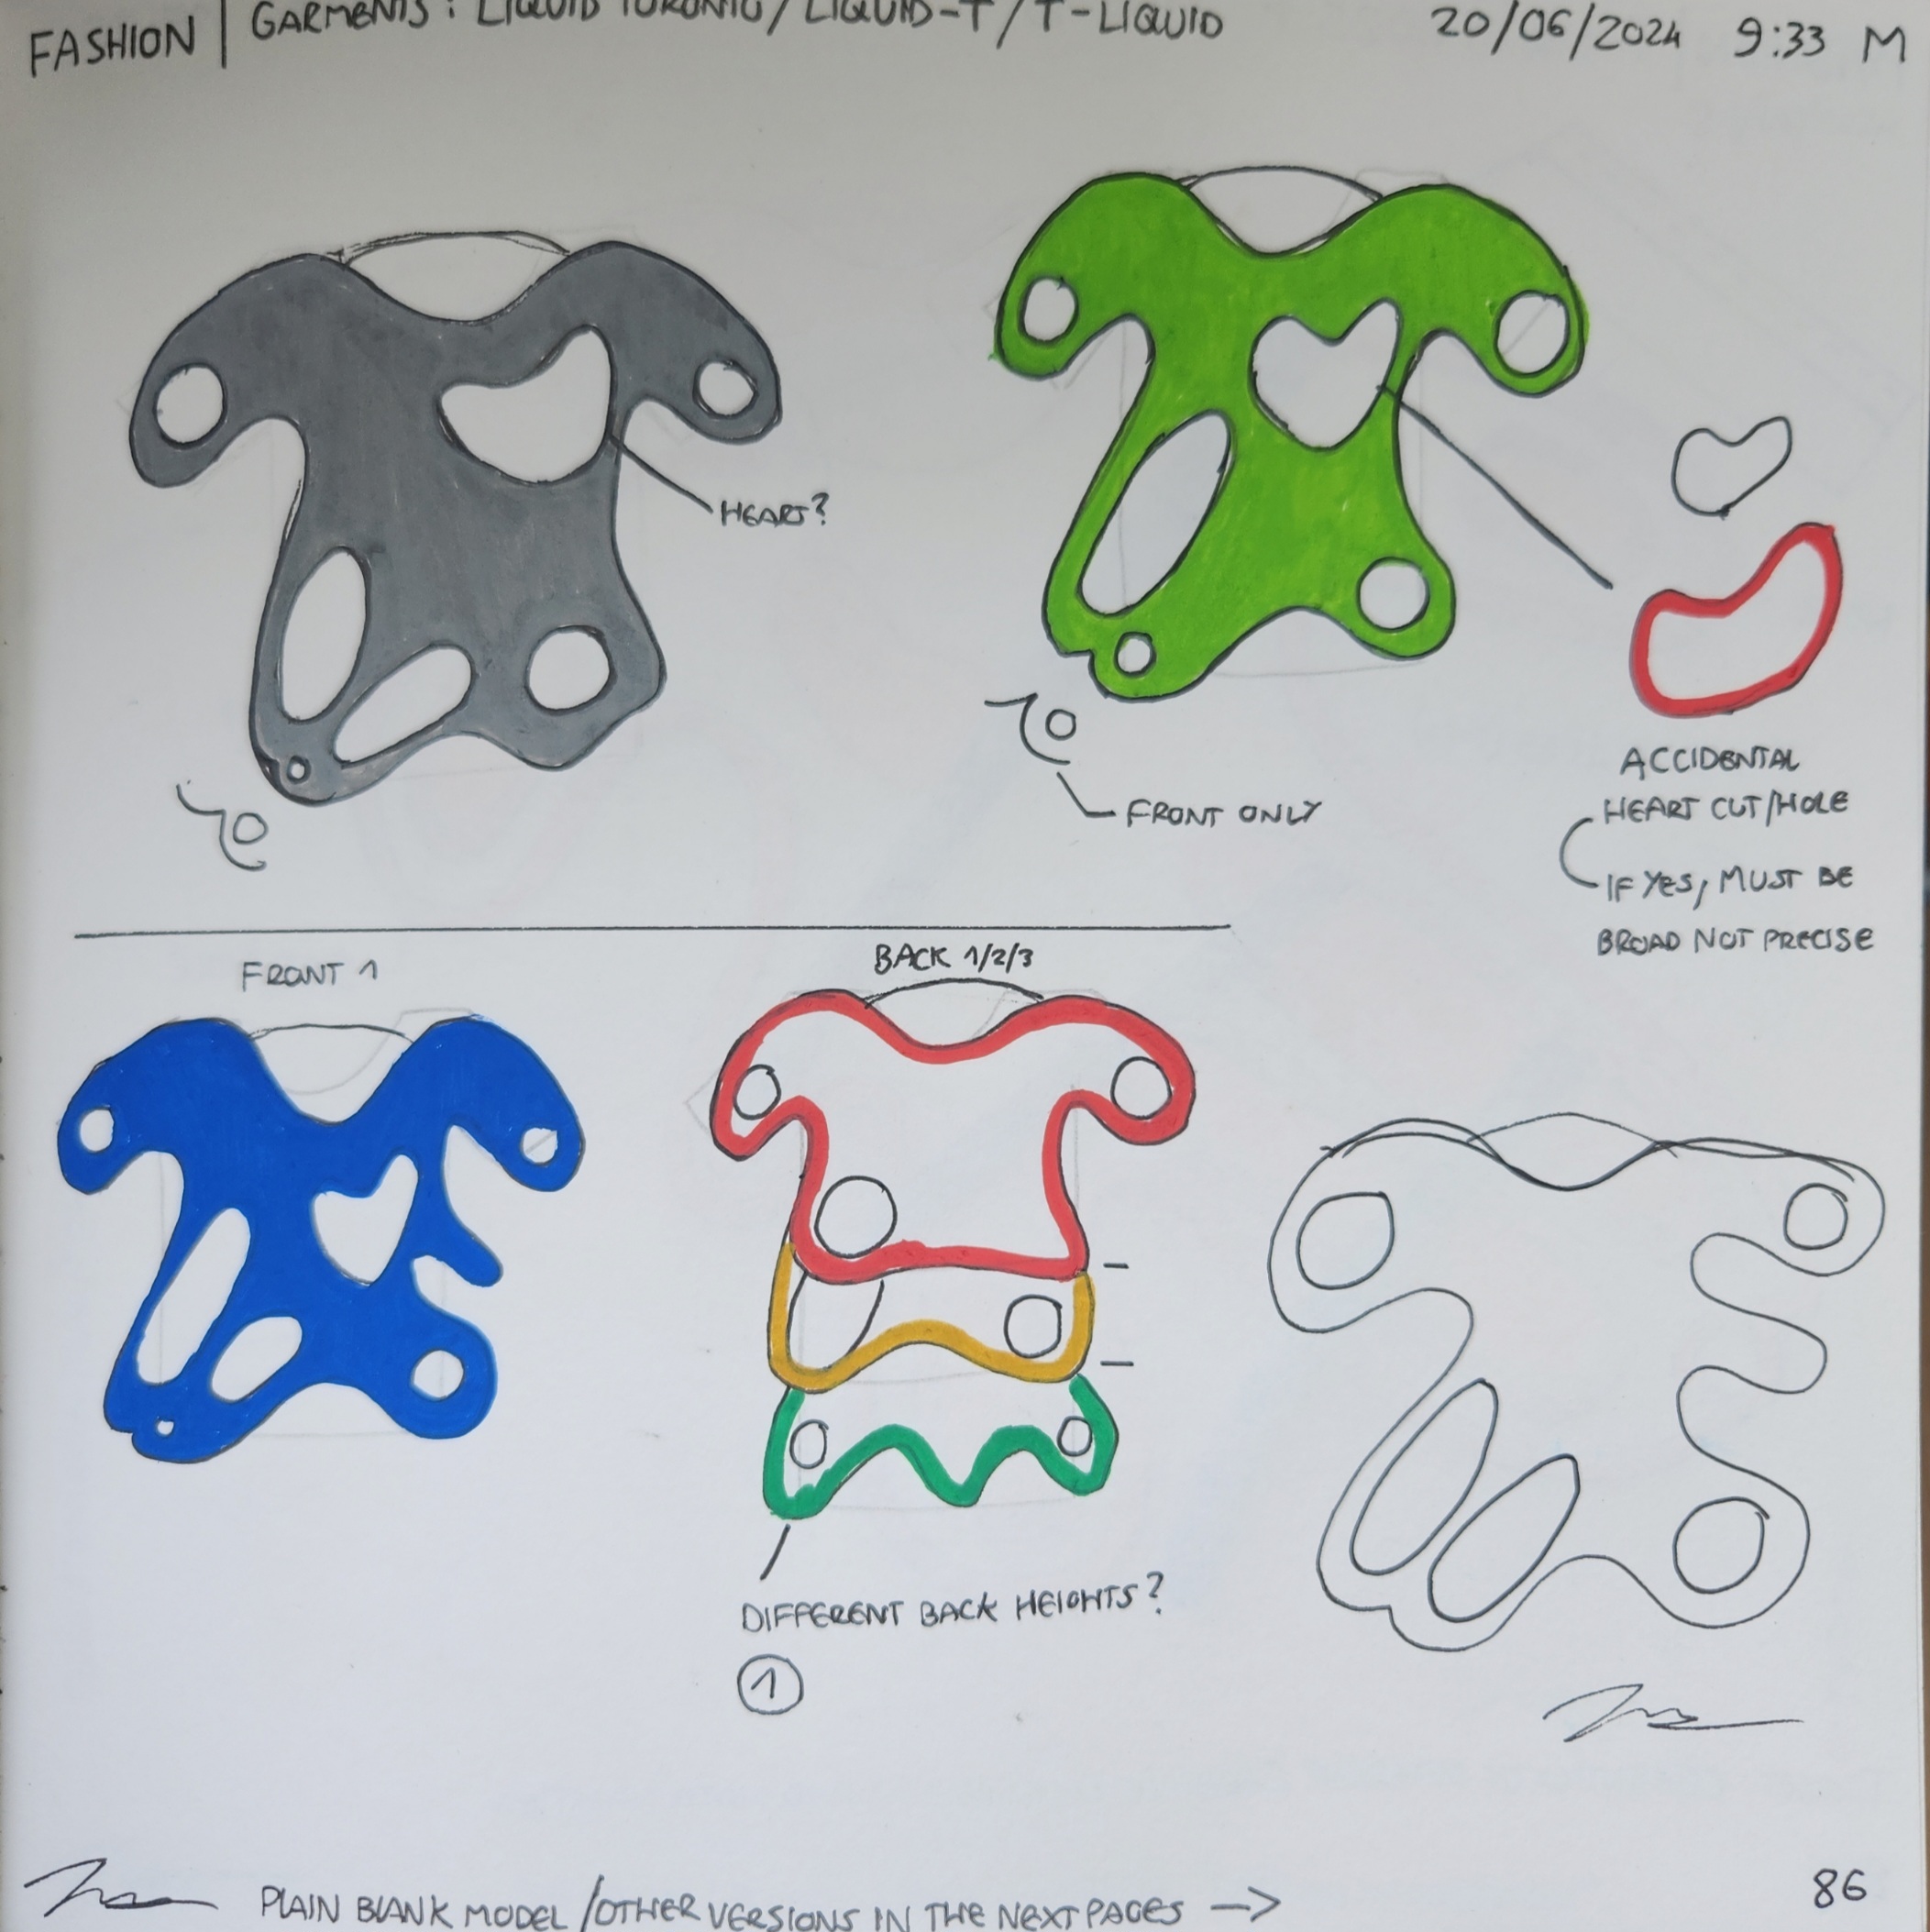 FASHION | GARMENTS: LIQUID TORONTO / LIQUID-T / T-LIQUID 20/06/2024 9:33 M
HEART?
FRONT ONLY
ACCIDENTAL
HEART CUT/HOLE
IF YES, MUST BE
BROAD NOT PRECISE
FRONT 1
BACK 1/2/3
DIFFERENT BACK HEIGHTS?
1
PLAIN BLANK MODEL / OTHER VERSIONS IN THE NEXT PAGES →
86